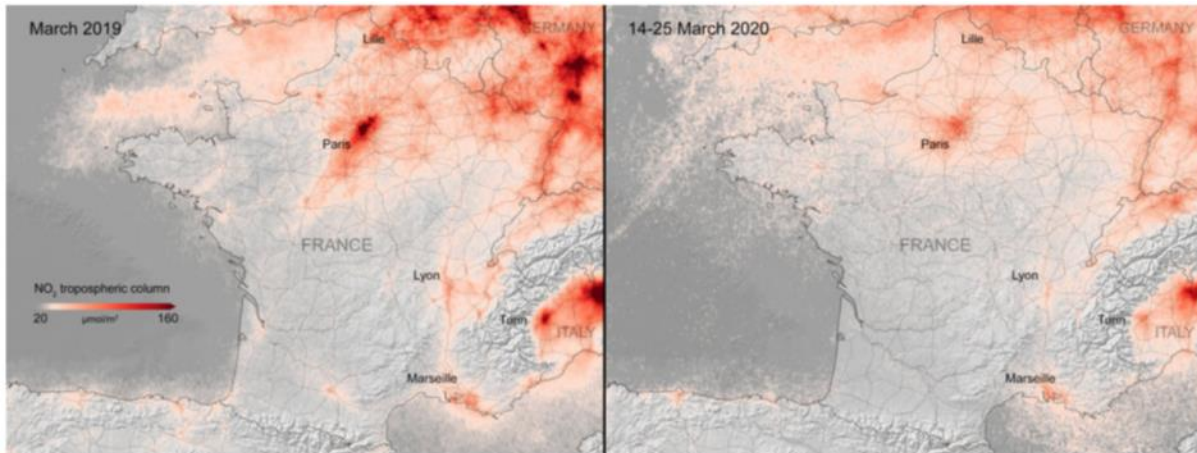 March 2019
GERMANY
Lille
Paris
FRANCE
Lyon
NO₂ tropospheric column
20 µmol/m² 160
Turin
ITALY
Marseille
14-25 March 2020
GERMANY
Lille
Paris
FRANCE
Lyon
Turin
ITALY
Marseille